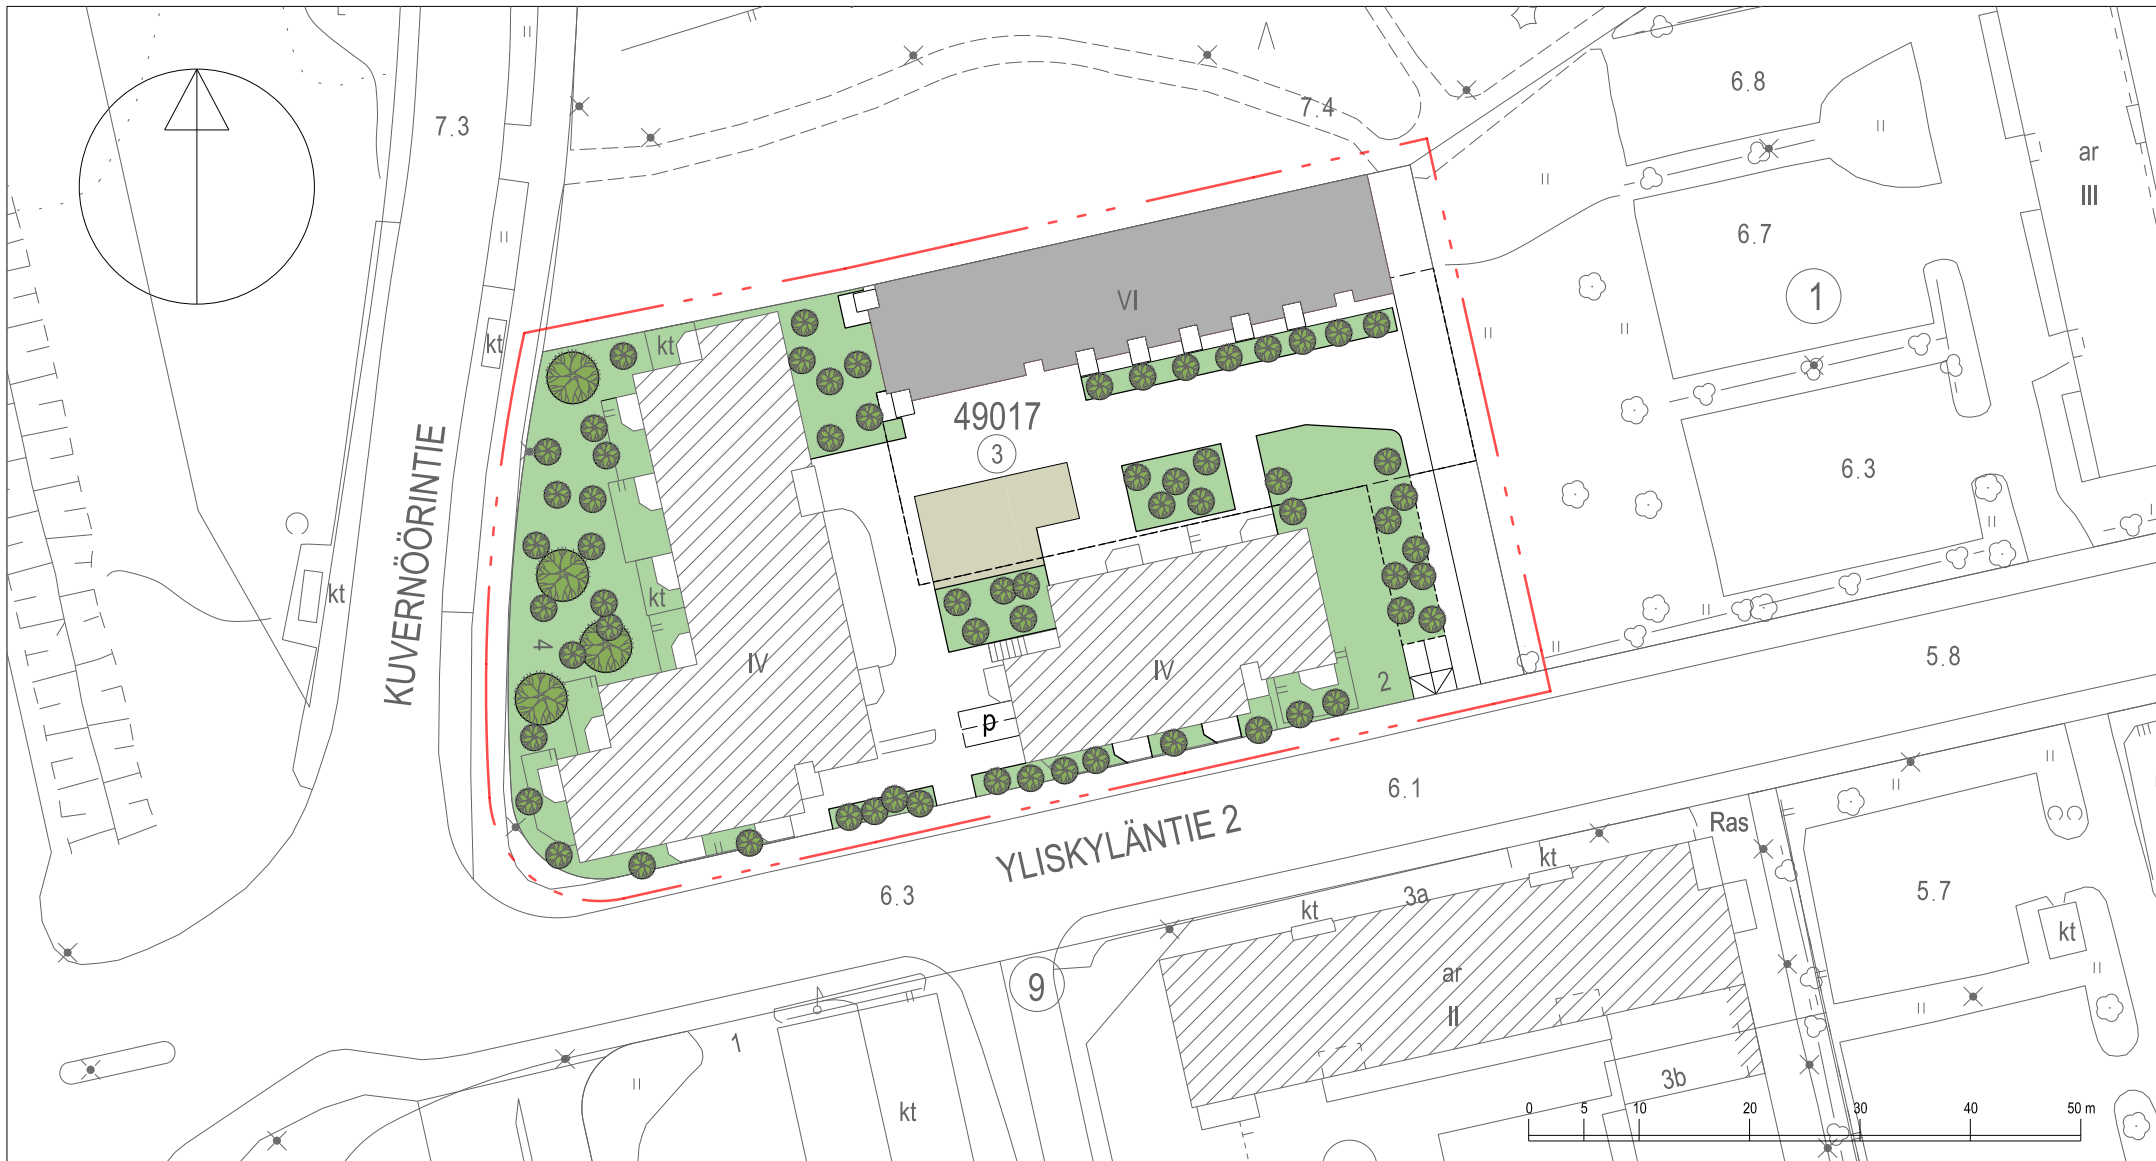 7.3
7.4
6.8
ar
III
6.7
1
VI
kt
kt
49017
3
6.3
kt
kt
KUVERNÖÖRINTIE
4
IV
IV
2
p
5.8
6.1
YLISKYLÄNTIE 2
Ras
kt
3a
kt
6.3
5.7
kt
9
ar
II
1
3b
kt
0 5 10 20 30 40 50 m